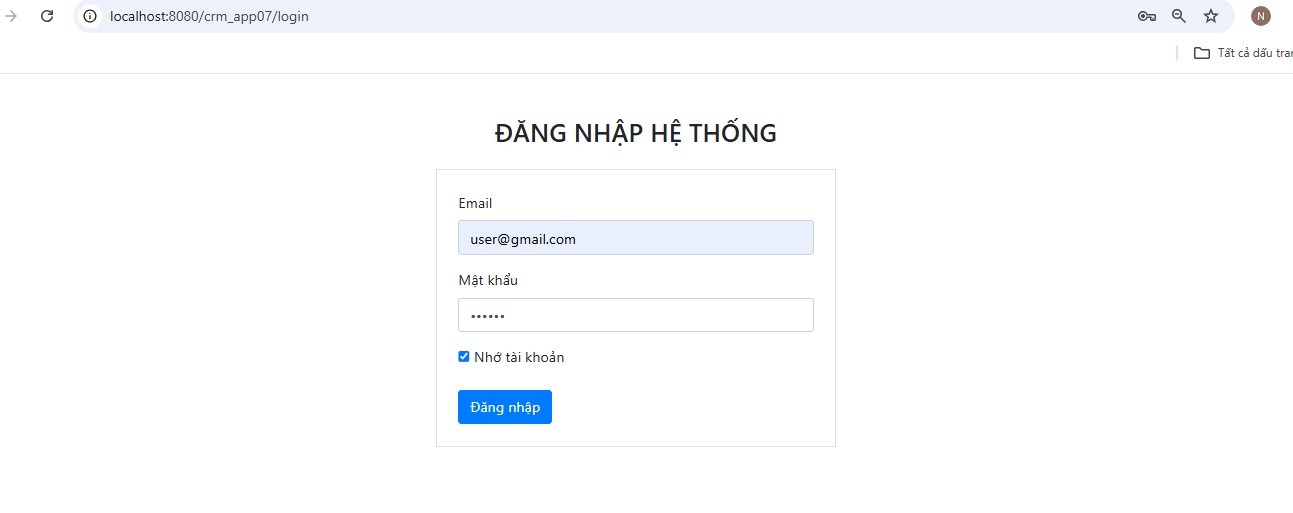 localhost:8080/crm_app07/login
N
Tất cả dấu tran
ĐĂNG NHẬP HỆ THỐNG
Email
user@gmail.com
Mật khẩu
••••••
Nhớ tài khoản
Đăng nhập